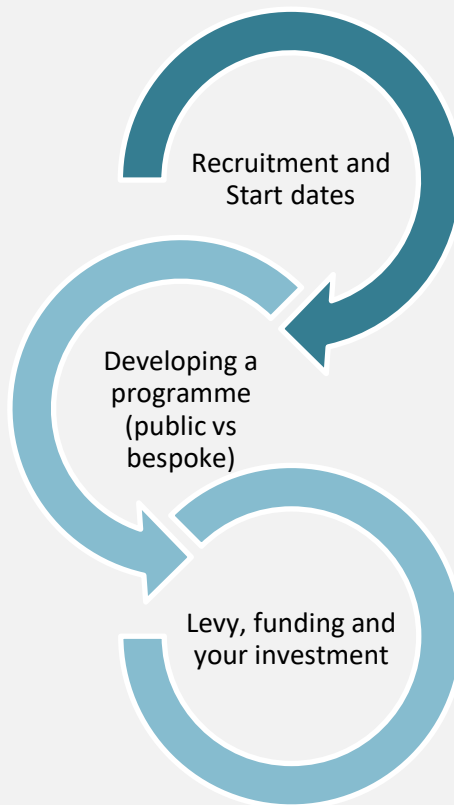 Recruitment and
Start dates
Developing a
programme
(public vs
bespoke)
Levy, funding and
your investment